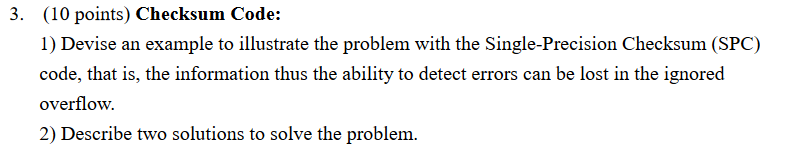 3. (10 points) Checksum Code:
1) Devise an example to illustrate the problem with the Single-Precision Checksum (SPC)
code, that is, the information thus the ability to detect errors can be lost in the ignored
overflow.
2) Describe two solutions to solve the problem.